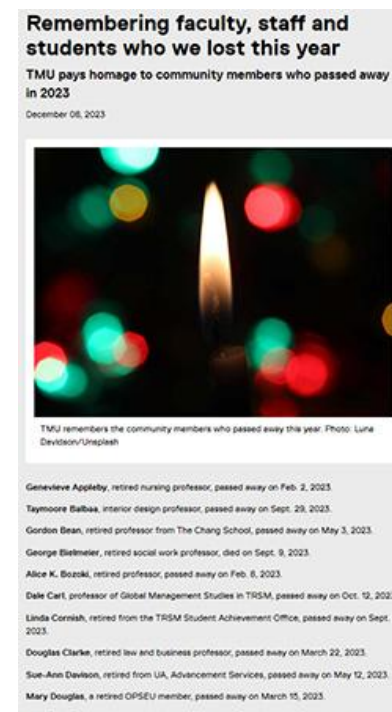 Remembering faculty, staff and
students who we lost this year
TMU pays homage to community members who passed away
in 2023
December 08, 2023
TMU remembers the community members who passed away this year. Photo: Lune
Davidson/Unsplash
Genevieve Appleby, retired nursing professor, passed away on Feb. 2, 2023.
Taymoore Balbaa, interior design professor, passed away on Sept. 29, 2023.
Gordon Bean, retired professor from The Chang School, passed away on May 3, 2023.
George Bielmeier, retired social work professor, died on Sept. 9, 2023.
Alice K. Bozoki, retired professor, passed away on Feb. 8, 2023.
Dale Carl, professor of Global Management Studies in TRSM, passed away on Oct. 12, 202
Linda Cornish, retired from the TRSM Student Achievement Office, passed away on Sept.
2023.
Douglas Clarke, retired law and business professor, passed away on March 22, 2023.
Sue-Ann Davison, retired from UA, Advancement Services, passed away on May 12, 2023.
Mary Douglas, a retired OPSEU member, passed away on March 15, 2023.